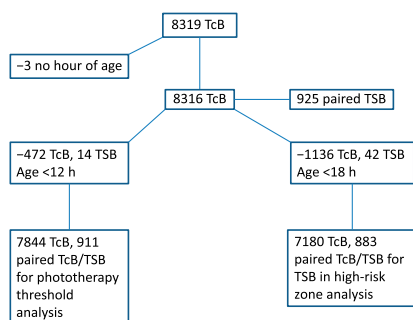 8319 TcB
−3 no hour of age
8316 TcB
925 paired TSB
−472 TcB, 14 TSB
Age <12 h
−1136 TcB, 42 TSB
Age <18 h
7844 TcB, 911
paired TcB/TSB
for phototherapy
threshold
analysis
7180 TcB, 883
paired TcB/TSB for
TSB in high-risk
zone analysis